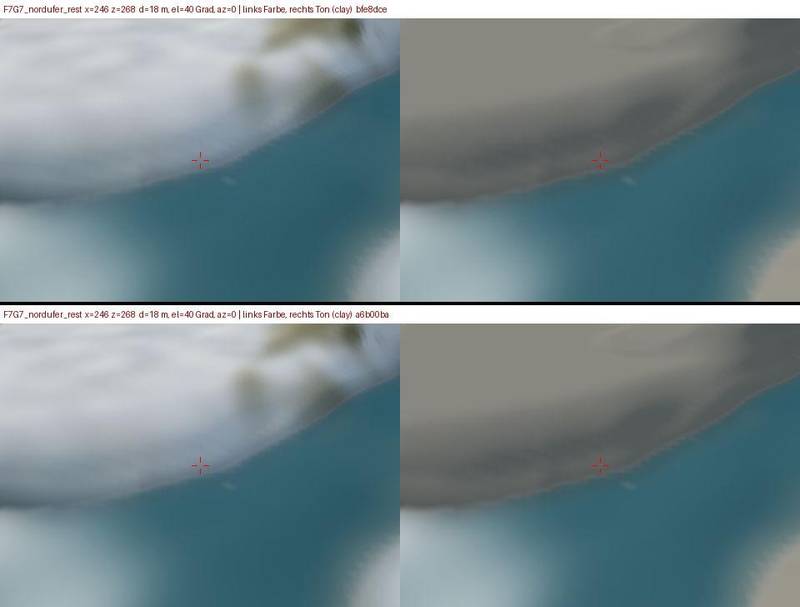 F7G7_nordufer_rest x=246 z=268 d=18 m, el=40 Grad, az=0 | links Farbe, rechts Ton (clay) bfe8dce
F7G7_nordufer_rest x=246 z=268 d=18 m, el=40 Grad, az=0 | links Farbe, rechts Ton (clay) a6b00ba